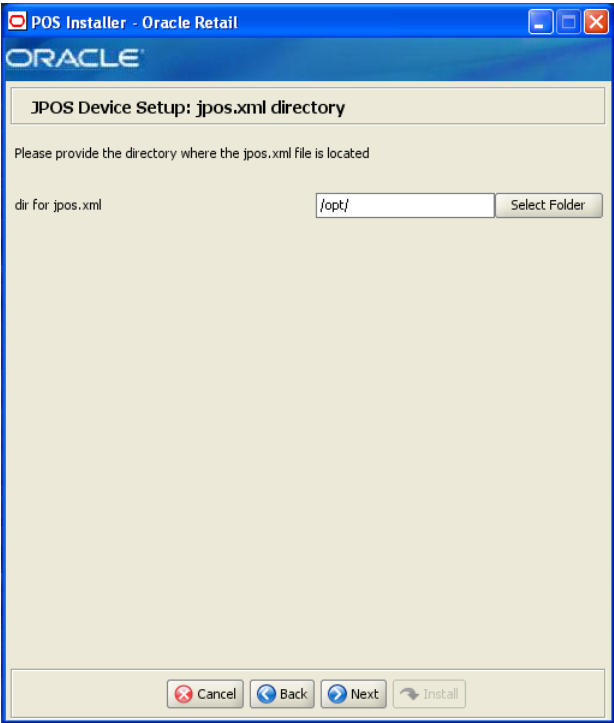 POS Installer - Oracle Retail
ORACLE
JPOS Device Setup: jpos.xml directory
Please provide the directory where the jpos.xml file is located
dir for jpos.xml /opt/ Select Folder
Cancel Back Next Install